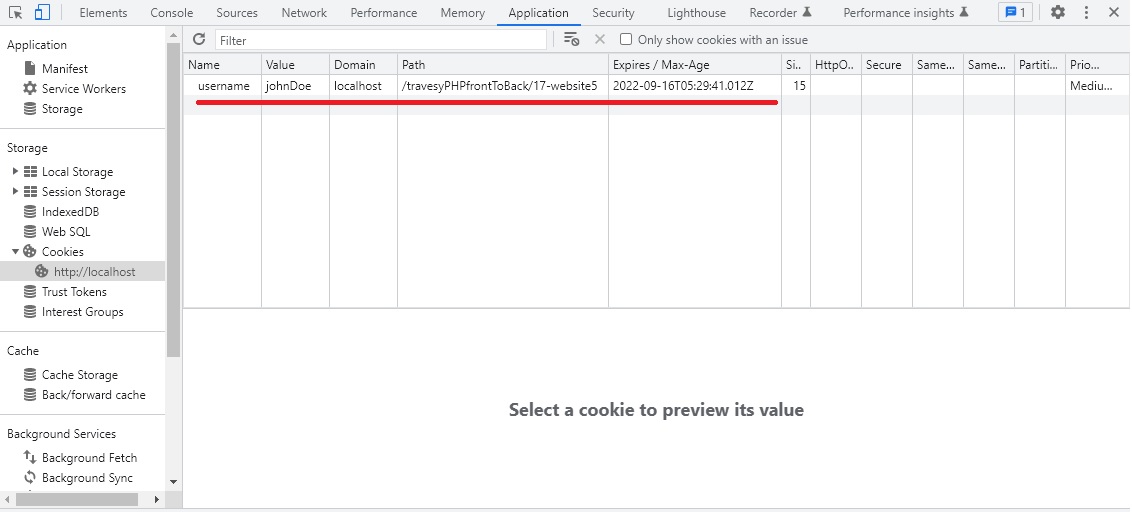 Elements Console Sources Network Performance Memory Application Security Lighthouse Recorder Performance insights 1
Application
Manifest
Service Workers
Storage
Storage
Local Storage
Session Storage
IndexedDB
Web SQL
Cookies
http://localhost
Trust Tokens
Interest Groups
Cache
Cache Storage
Back/forward cache
Background Services
Background Fetch
Background Sync
Filter Only show cookies with an issue
Name Value Domain Path Expires / Max-Age Si.. HttpO.. Secure Same... Same... Partiti... Prio...
username johnDoe localhost /travesyPHPfrontToBack/17-website5 2022-09-16T05:29:41.012Z 15 Mediu...
Select a cookie to preview its value